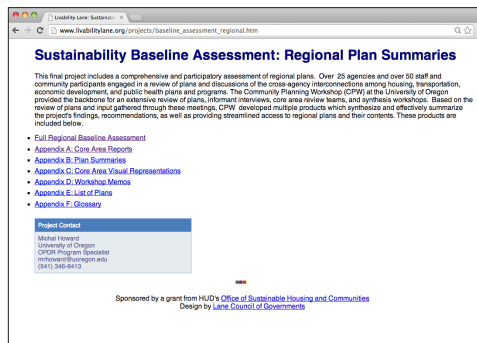 Livability Lane: Sustainabl
www.livabilitylane.org/projects/baseline_assessment_regional.htm
Sustainability Baseline Assessment: Regional Plan Summaries
This final project includes a comprehensive and participatory assessment of regional plans. Over 25 agencies and over 50 staff and
community participants engaged in a review of plans and discussions of the cross-agency interconnections among housing, transportation,
economic development, and public health plans and programs. The Community Planning Workshop (CPW) at the University of Oregon
provided the backbone for an extensive review of plans, informant interviews, core area reviews, and synthesis workshops. Based on the
review of plans and input gathered through these meetings, CPW developed multiple products which synthesize and effectively summarize
the project's findings, recommendations, as well as providing streamlined access to regional plans and their contents. These products are
included below.
Full Regional Baseline Assessment
Appendix A: Core Area Reports
Appendix B: Plan Summaries
Appendix C: Core Area Visual Representations
Appendix D: Workshop Memos
Appendix E: List of Plans
Appendix F: Glossary
Project Contact
Michal Howard
University of Oregon
OPDR Program Specialist
mrhoward@uoregon.edu
(541) 346-8413
Sponsored by a grant from HUD's Office of Sustainable Housing and Communities
Design by Lane Council of Governments